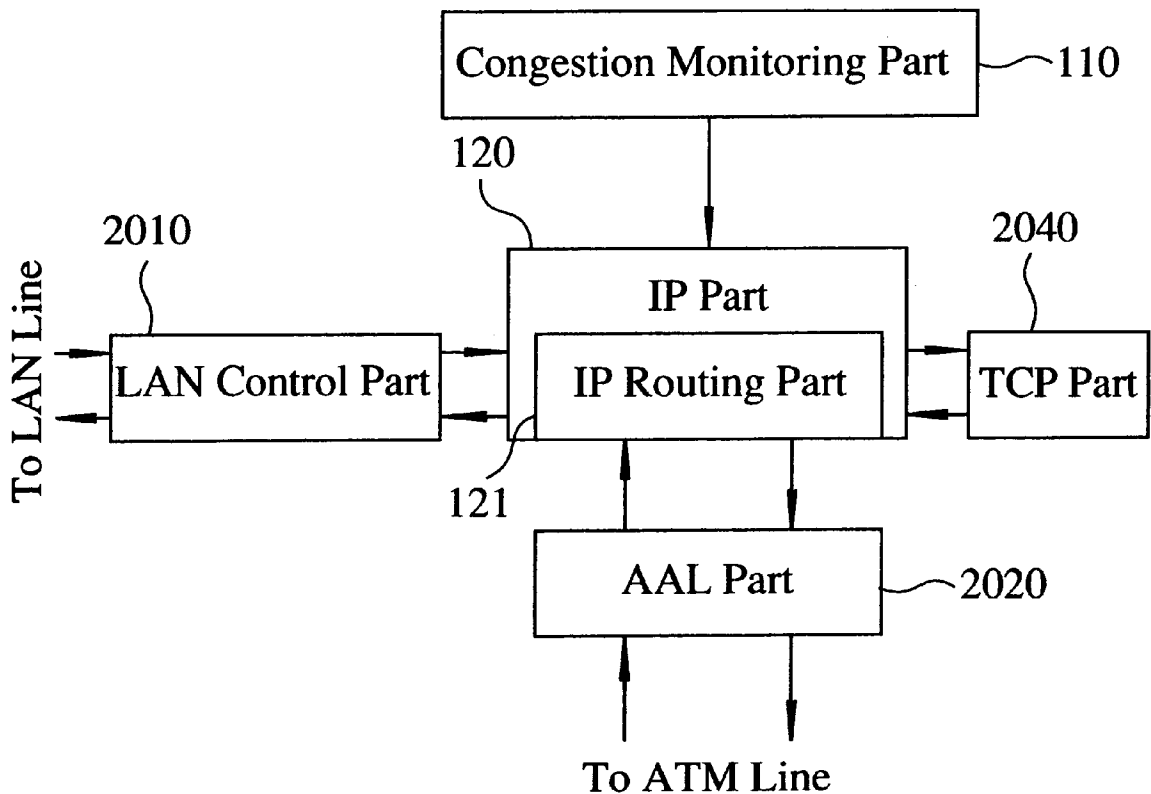 Congestion Monitoring Part
110
120
2010
2040
To LAN Line
IP Part
LAN Control Part
IP Routing Part
TCP Part
121
AAL Part
2020
To ATM Line